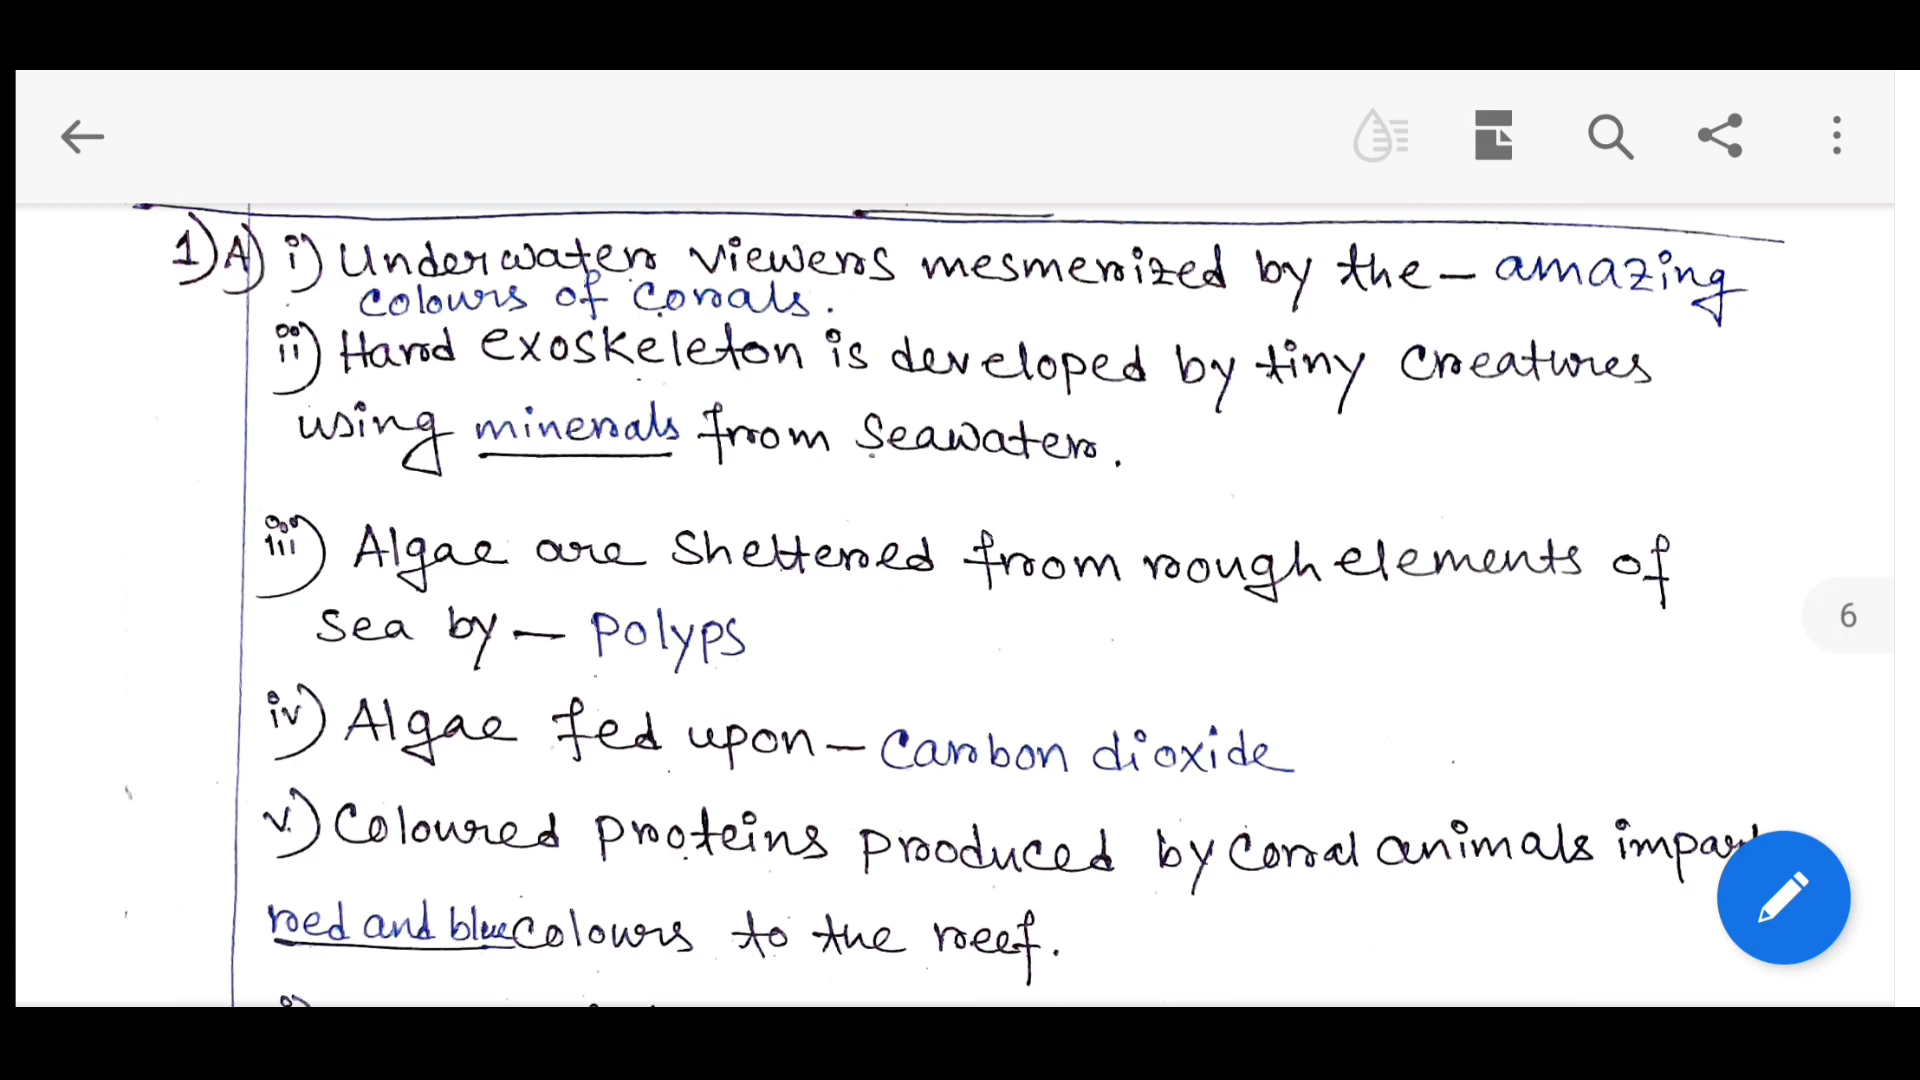 1)A) i) Underwater viewers mesmerized by the – amazing
colours of corals.
ii) Hard exoskeleton is developed by tiny creatures
using minerals from seawater.
iii) Algae are sheltered from rough elements of
sea by – polyps
6
iv) Algae fed upon – carbon dioxide
v) Coloured proteins produced by coral animals impart
red and blue colours to the reef.